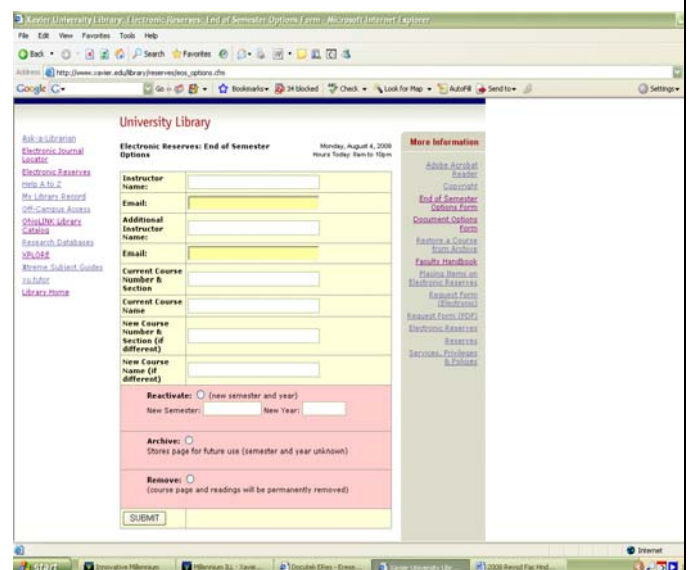 Xavier University Library: Electronic Reserves: End of Semester Options Form - Microsoft Internet Explorer
File Edit View Favorites Tools Help
Back Search Favorites
Address http://www.xavier.edu/library/reserves/eos_options.cfm
Google G Go Bookmarks 34 blocked Check Look for Map AutoFill Send to Settings
University Library
Ask-a-Librarian
Electronic Journal
Locator
Electronic Reserves
Help A to Z
My Library Record
Off-Campus Access
OhioLINK Library
Catalog
Research Databases
XPLORE
Xtreme Subject Guides
xu.tutor
Library Home
Electronic Reserves: End of Semester
Options
Monday, August 4, 2008
Hours Today: 8am to 10pm
Instructor
Name:
Email:
Additional
Instructor
Name:
Email:
Current Course
Number &
Section
Current Course
Name
New Course
Number &
Section (if
different)
New Course
Name (if
different)
Reactivate: (new semester and year)
New Semester: New Year:
Archive:
Stores page for future use (semester and year unknown)
Remove:
(course page and readings will be permanently removed)
SUBMIT
More Information
Adobe Acrobat
Reader
Copyright
End of Semester
Options Form
Document Options
Form
Restore a Course
from Archive
Faculty Handbook
Placing Items on
Electronic Reserves
Request Form
(Electronic)
Request Form (PDF)
Electronic Reserves
Reserves
Services, Privileges
& Policies
Internet
start Innovative Millennium Millennium ILL - Xavie... Docutek ERes - Erese... Xavier University Libr... 2008 Revsd Fac Hnd...